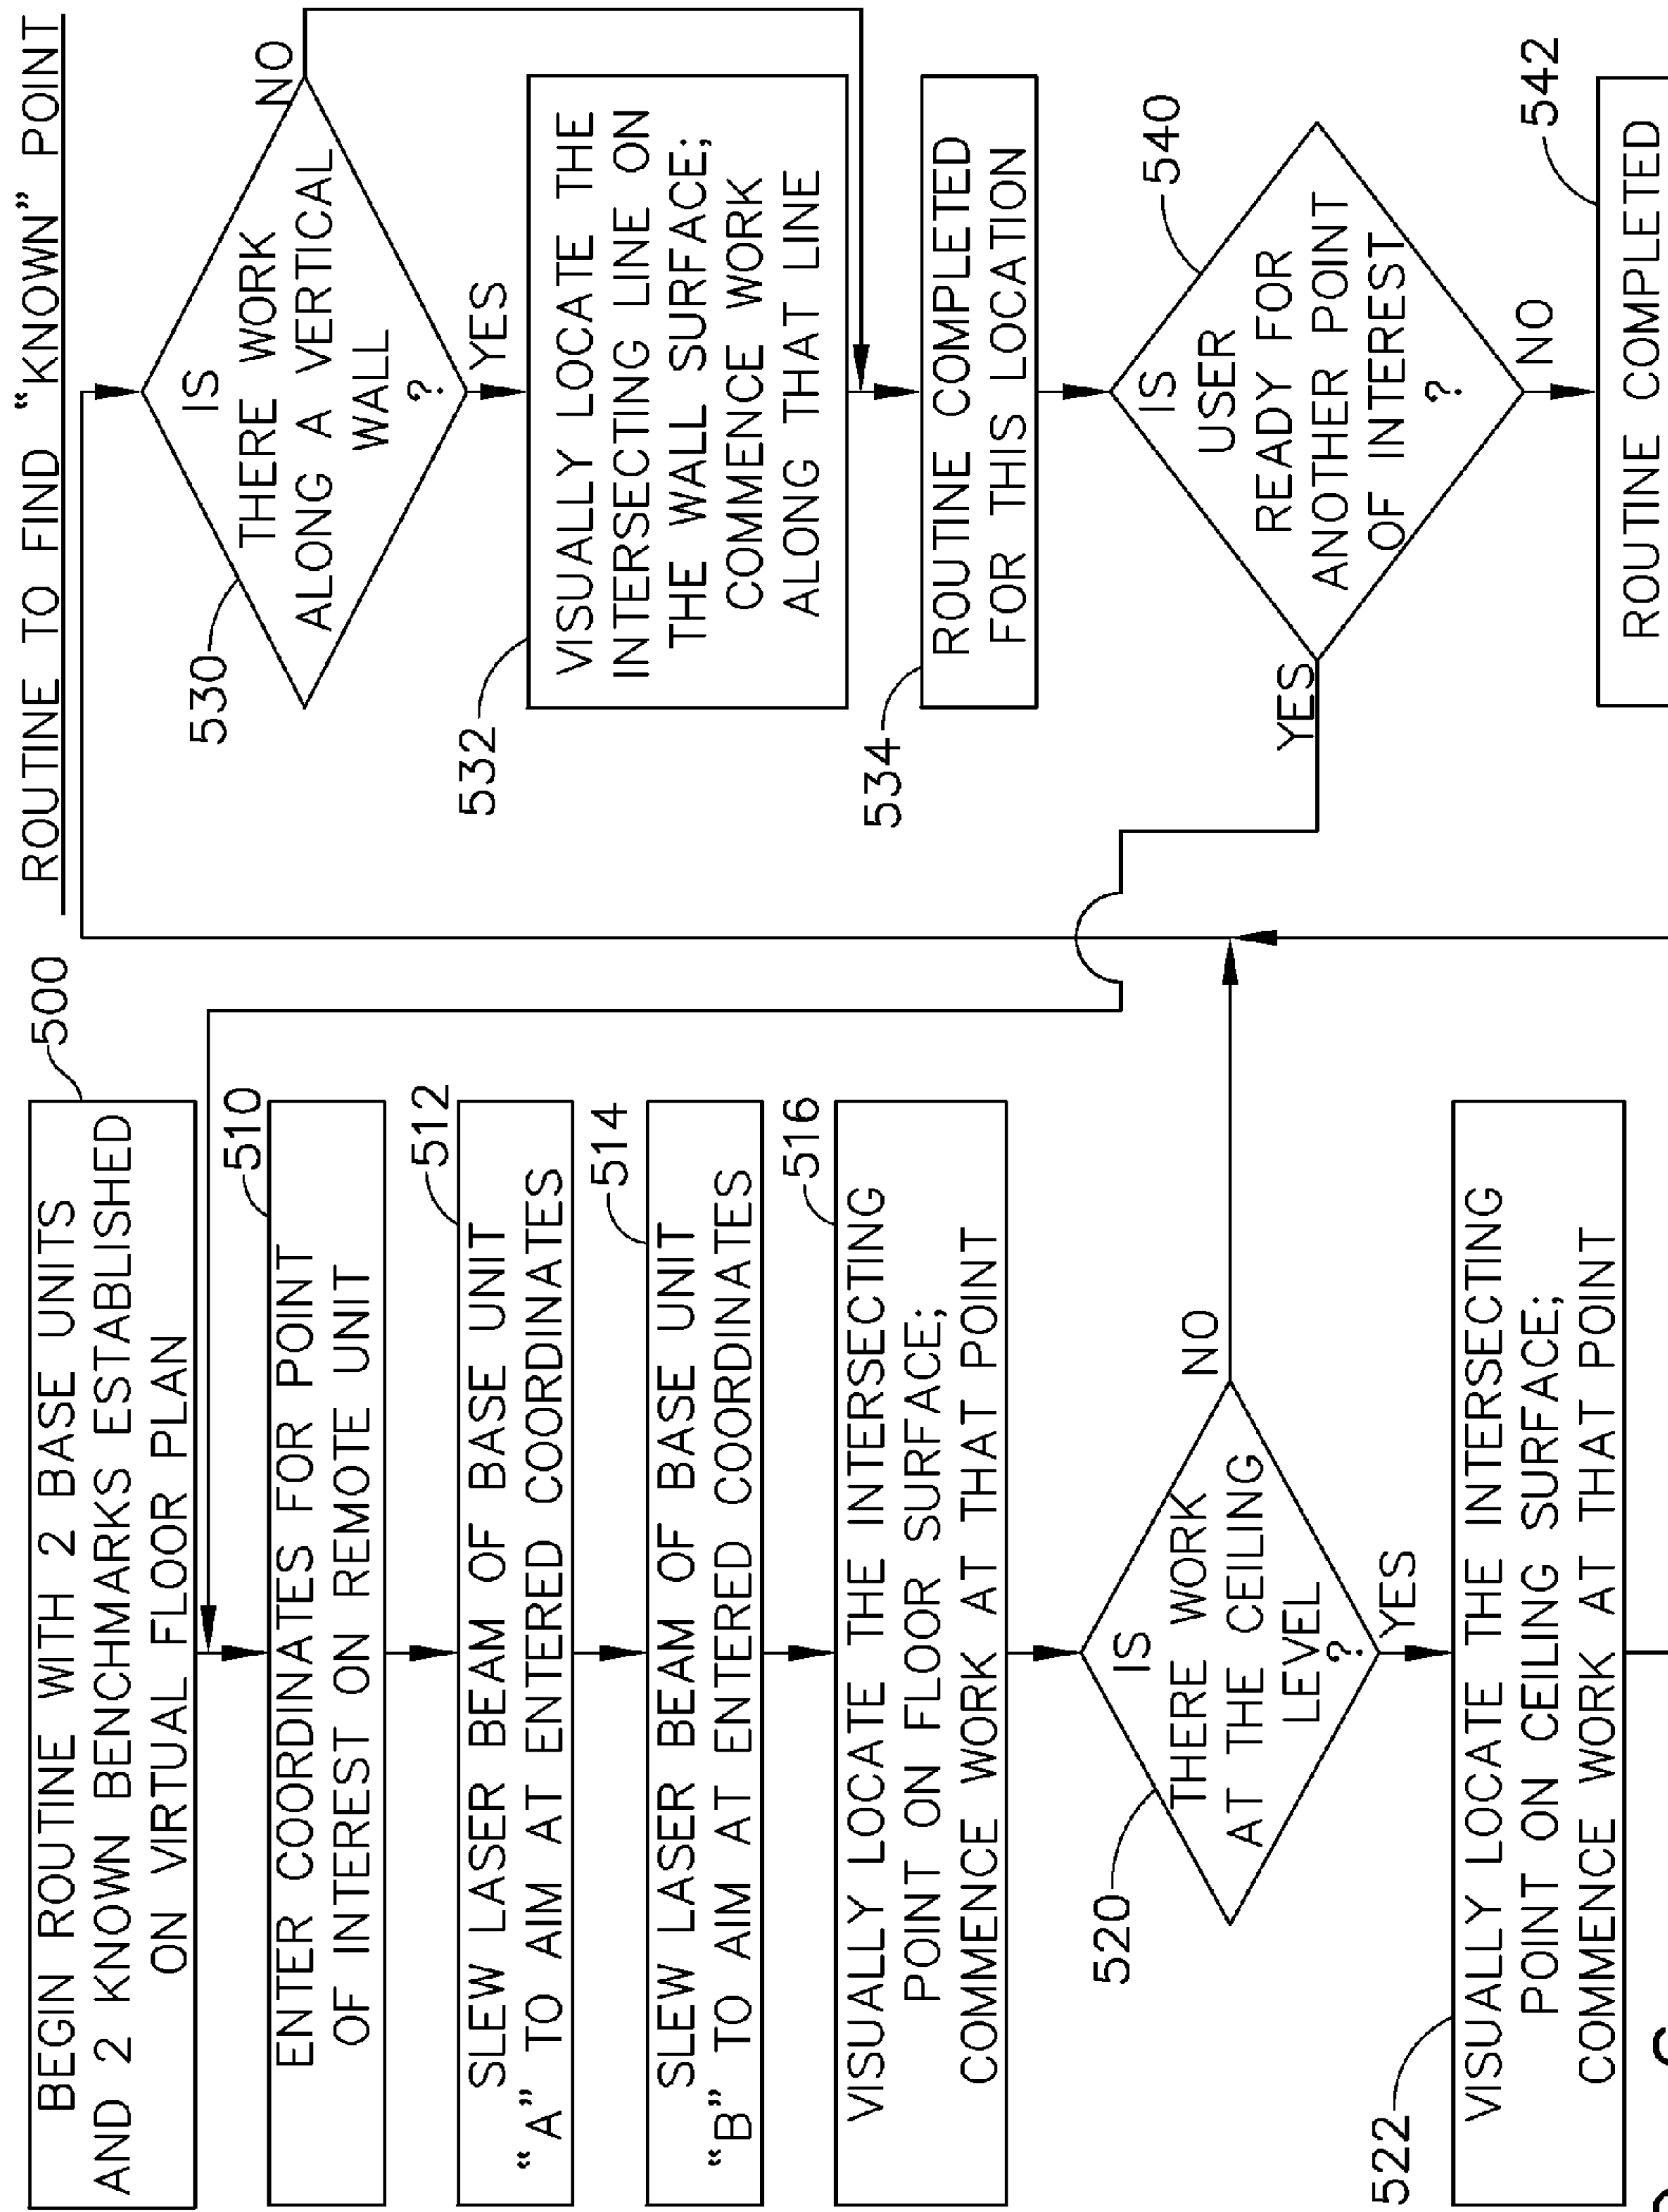 ROUTINE TO FIND “KNOWN” POINT
500
BEGIN ROUTINE WITH 2 BASE UNITS
AND 2 KNOWN BENCHMARKS ESTABLISHED
ON VIRTUAL FLOOR PLAN
510
ENTER COORDINATES FOR POINT
OF INTEREST ON REMOTE UNIT
512
SLEW LASER BEAM OF BASE UNIT
“A” TO AIM AT ENTERED COORDINATES
514
SLEW LASER BEAM OF BASE UNIT
“B” TO AIM AT ENTERED COORDINATES
516
VISUALLY LOCATE THE INTERSECTING
POINT ON FLOOR SURFACE;
COMMENCE WORK AT THAT POINT
520
IS
THERE WORK
AT THE CEILING
LEVEL
?
NO
YES
522
VISUALLY LOCATE THE INTERSECTING
POINT ON CEILING SURFACE;
COMMENCE WORK AT THAT POINT
530
IS
THERE WORK
ALONG A VERTICAL
WALL
?
NO
YES
532
VISUALLY LOCATE THE
INTERSECTING LINE ON
THE WALL SURFACE;
COMMENCE WORK
ALONG THAT LINE
534
ROUTINE COMPLETED
FOR THIS LOCATION
540
IS
USER
READY FOR
ANOTHER POINT
OF INTEREST
?
YES
NO
542
ROUTINE COMPLETED